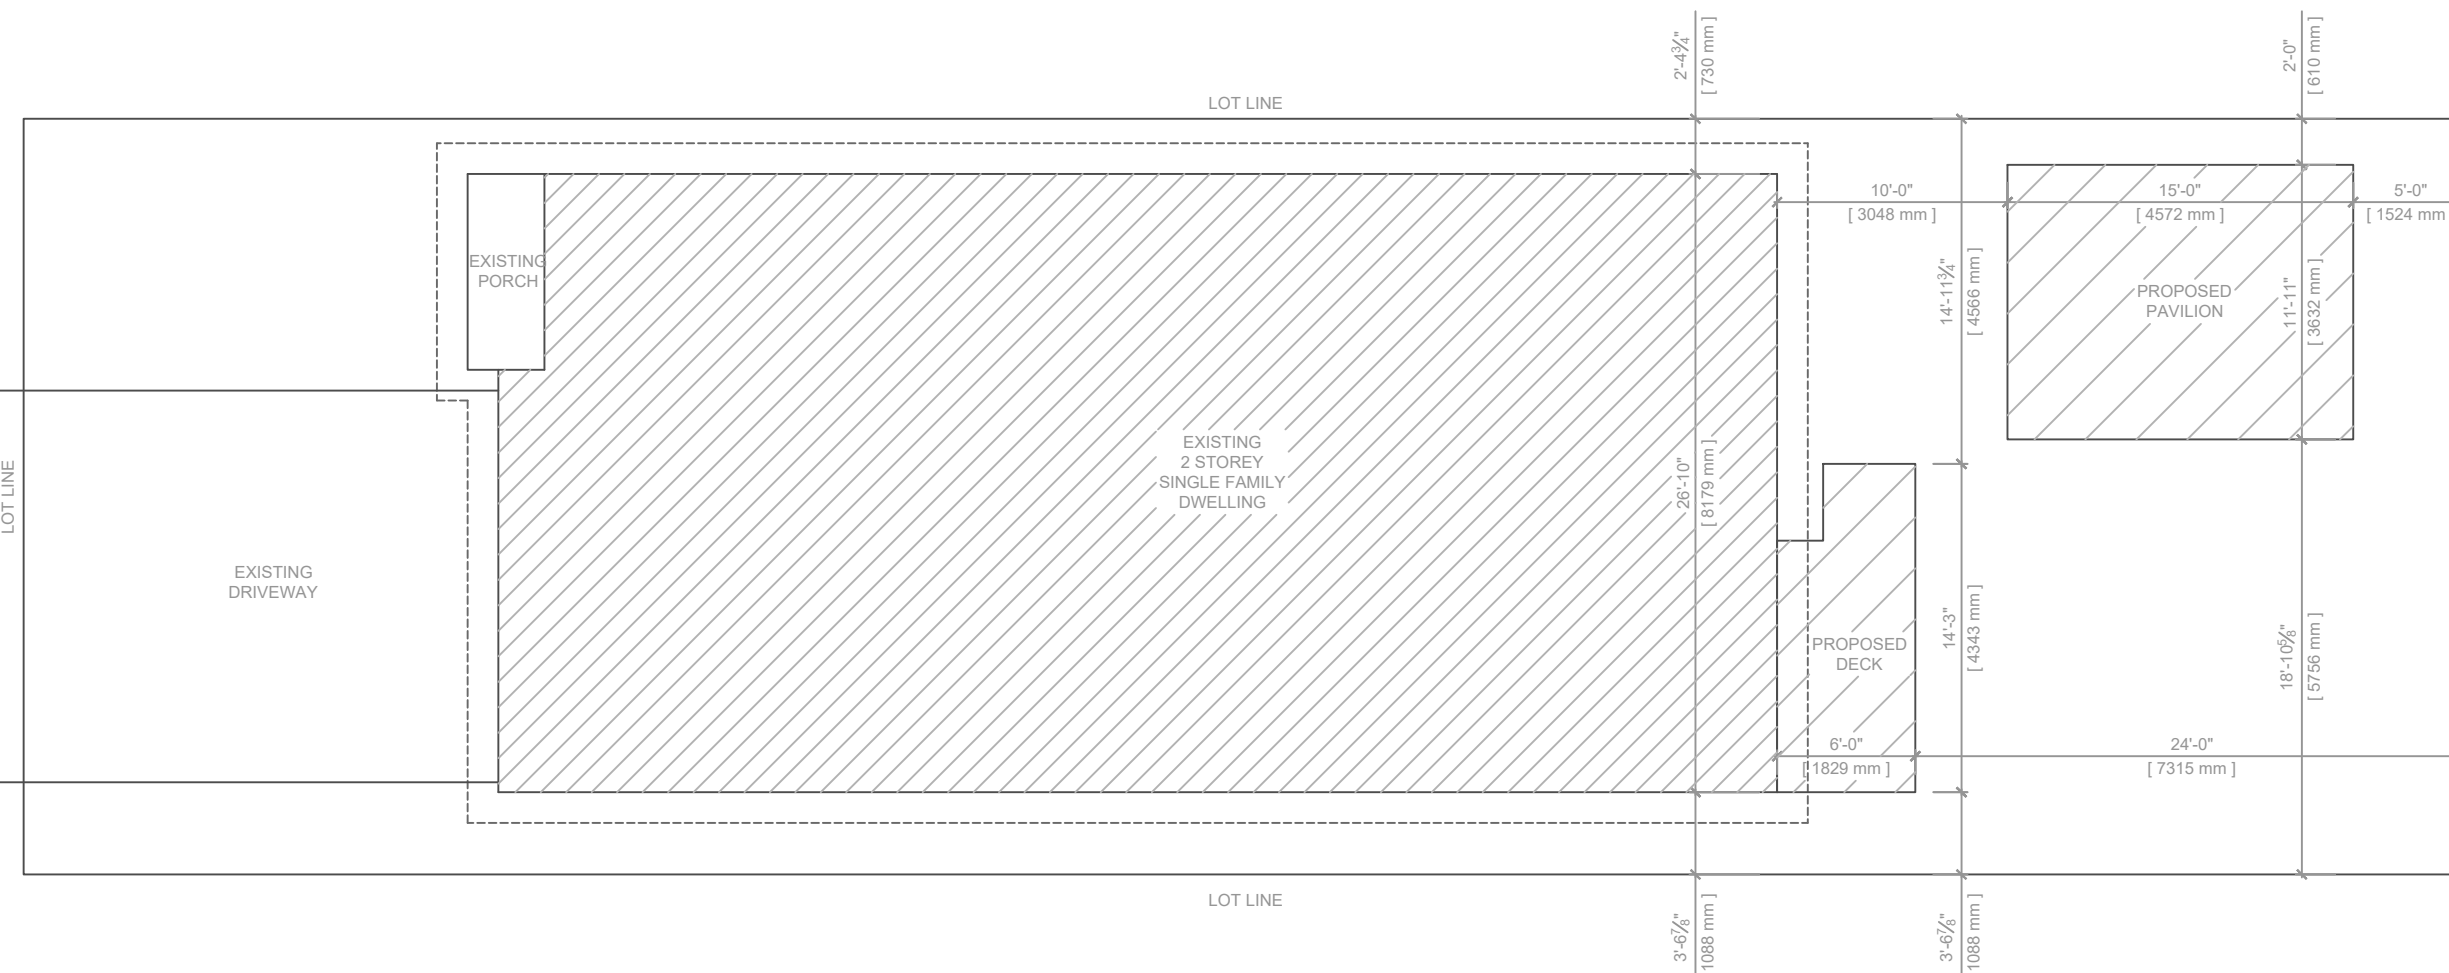 2'-4¾"
[ 730 mm ]
2'-0"
[ 610 mm ]
LOT LINE
10'-0"
[ 3048 mm ]
15'-0"
[ 4572 mm ]
5'-0"
[ 1524 mm
EXISTING
PORCH
14'-11¾"
[ 4566 mm ]
PROPOSED
PAVILION
11'-11"
[ 3632 mm ]
LOT LINE
EXISTING
2 STOREY
SINGLE FAMILY
DWELLING
26'-10"
[ 8179 mm ]
EXISTING
DRIVEWAY
PROPOSED
DECK
14'-3"
[ 4343 mm ]
18'-10⅝"
[ 5756 mm ]
6'-0"
[ 1829 mm ]
24'-0"
[ 7315 mm ]
LOT LINE
3'-6⅞"
1088 mm ]
3'-6⅞"
1088 mm ]